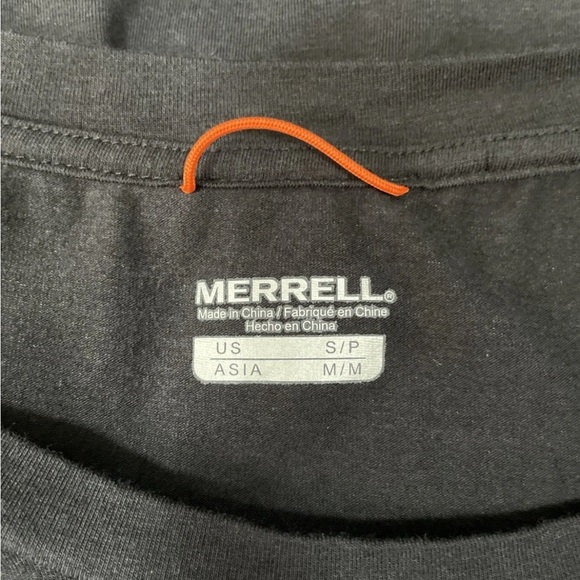 MERRELL®
Made in China / Fabriqué en Chine
Hecho en China
US S/P
ASIA M/M